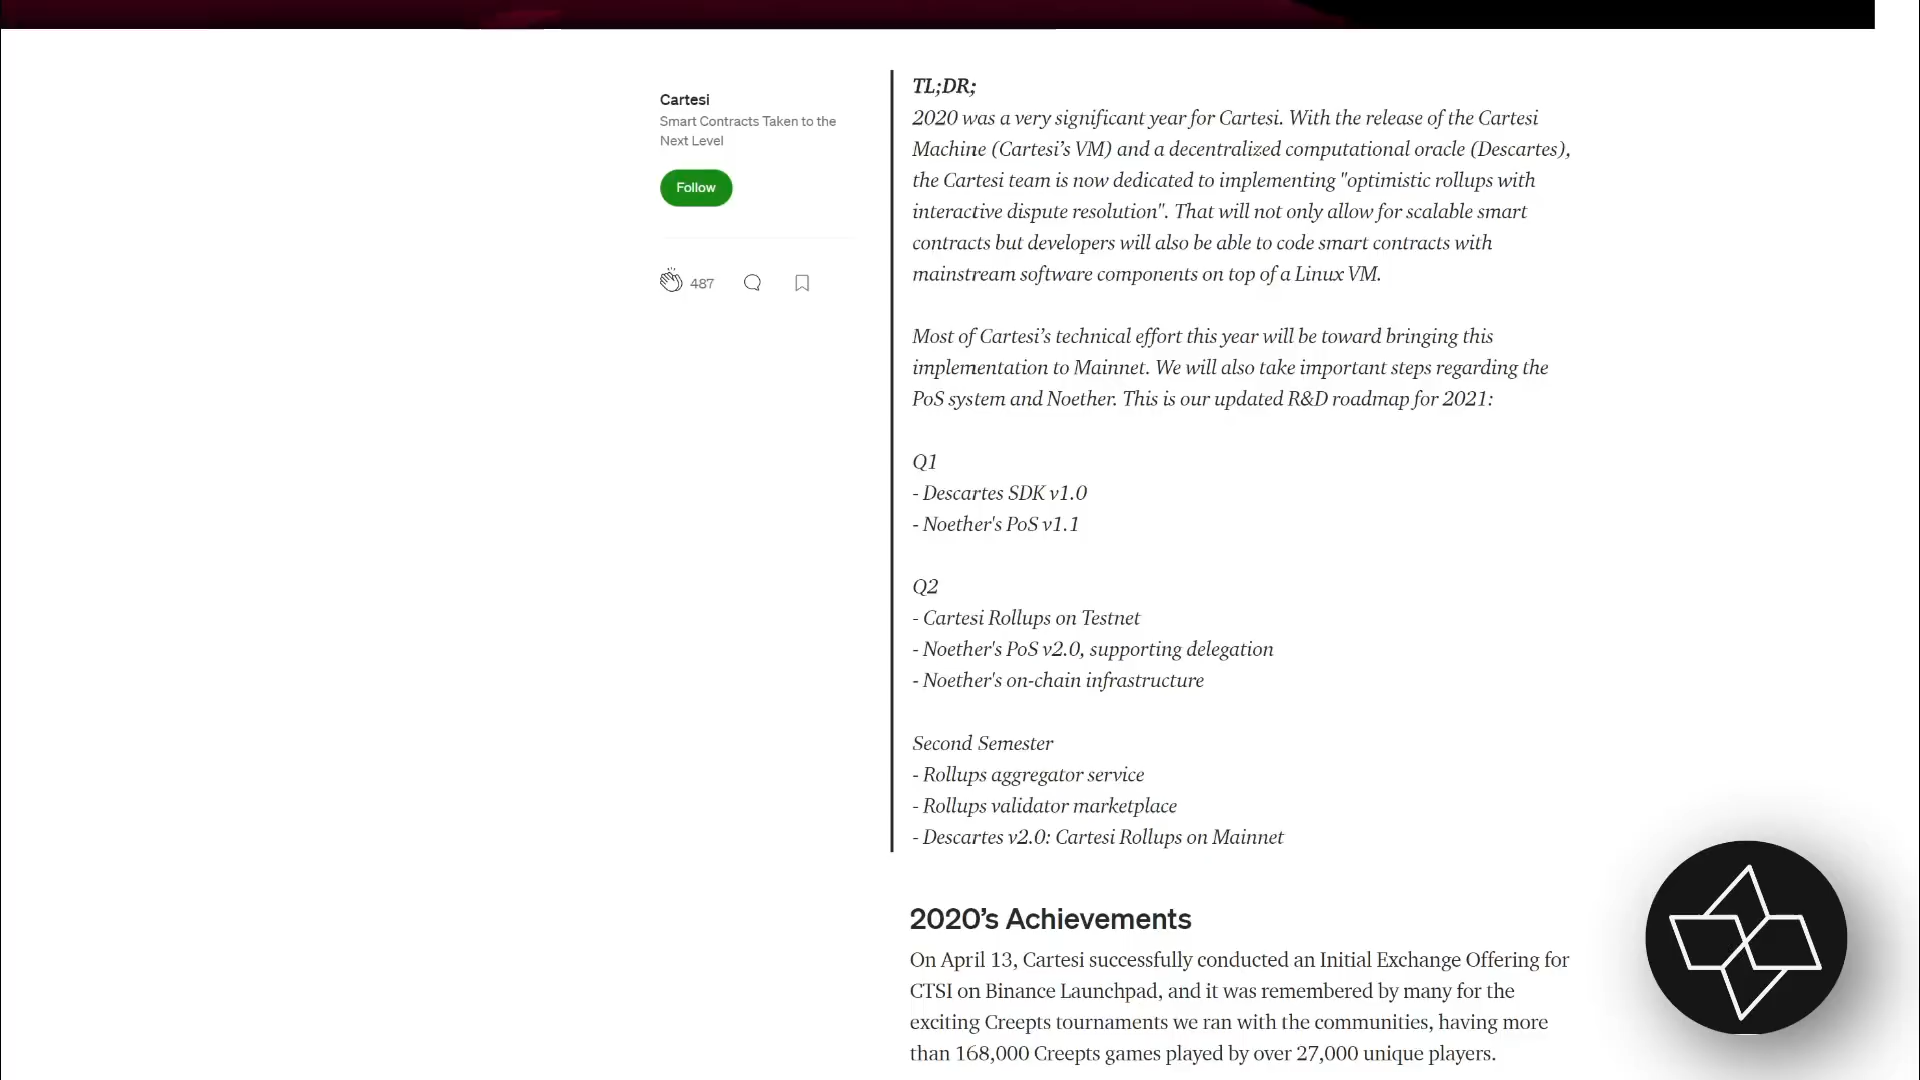 Cartesi
Smart Contracts Taken to the
Next Level
Follow
487
TL;DR;
2020 was a very significant year for Cartesi. With the release of the Cartesi
Machine (Cartesi’s VM) and a decentralized computational oracle (Descartes),
the Cartesi team is now dedicated to implementing "optimistic rollups with
interactive dispute resolution". That will not only allow for scalable smart
contracts but developers will also be able to code smart contracts with
mainstream software components on top of a Linux VM.
Most of Cartesi’s technical effort this year will be toward bringing this
implementation to Mainnet. We will also take important steps regarding the
PoS system and Noether. This is our updated R&D roadmap for 2021:
Q1
- Descartes SDK v1.0
- Noether's PoS v1.1
Q2
- Cartesi Rollups on Testnet
- Noether's PoS v2.0, supporting delegation
- Noether's on-chain infrastructure
Second Semester
- Rollups aggregator service
- Rollups validator marketplace
- Descartes v2.0: Cartesi Rollups on Mainnet
2020’s Achievements
On April 13, Cartesi successfully conducted an Initial Exchange Offering for
CTSI on Binance Launchpad, and it was remembered by many for the
exciting Creepts tournaments we ran with the communities, having more
than 168,000 Creepts games played by over 27,000 unique players.